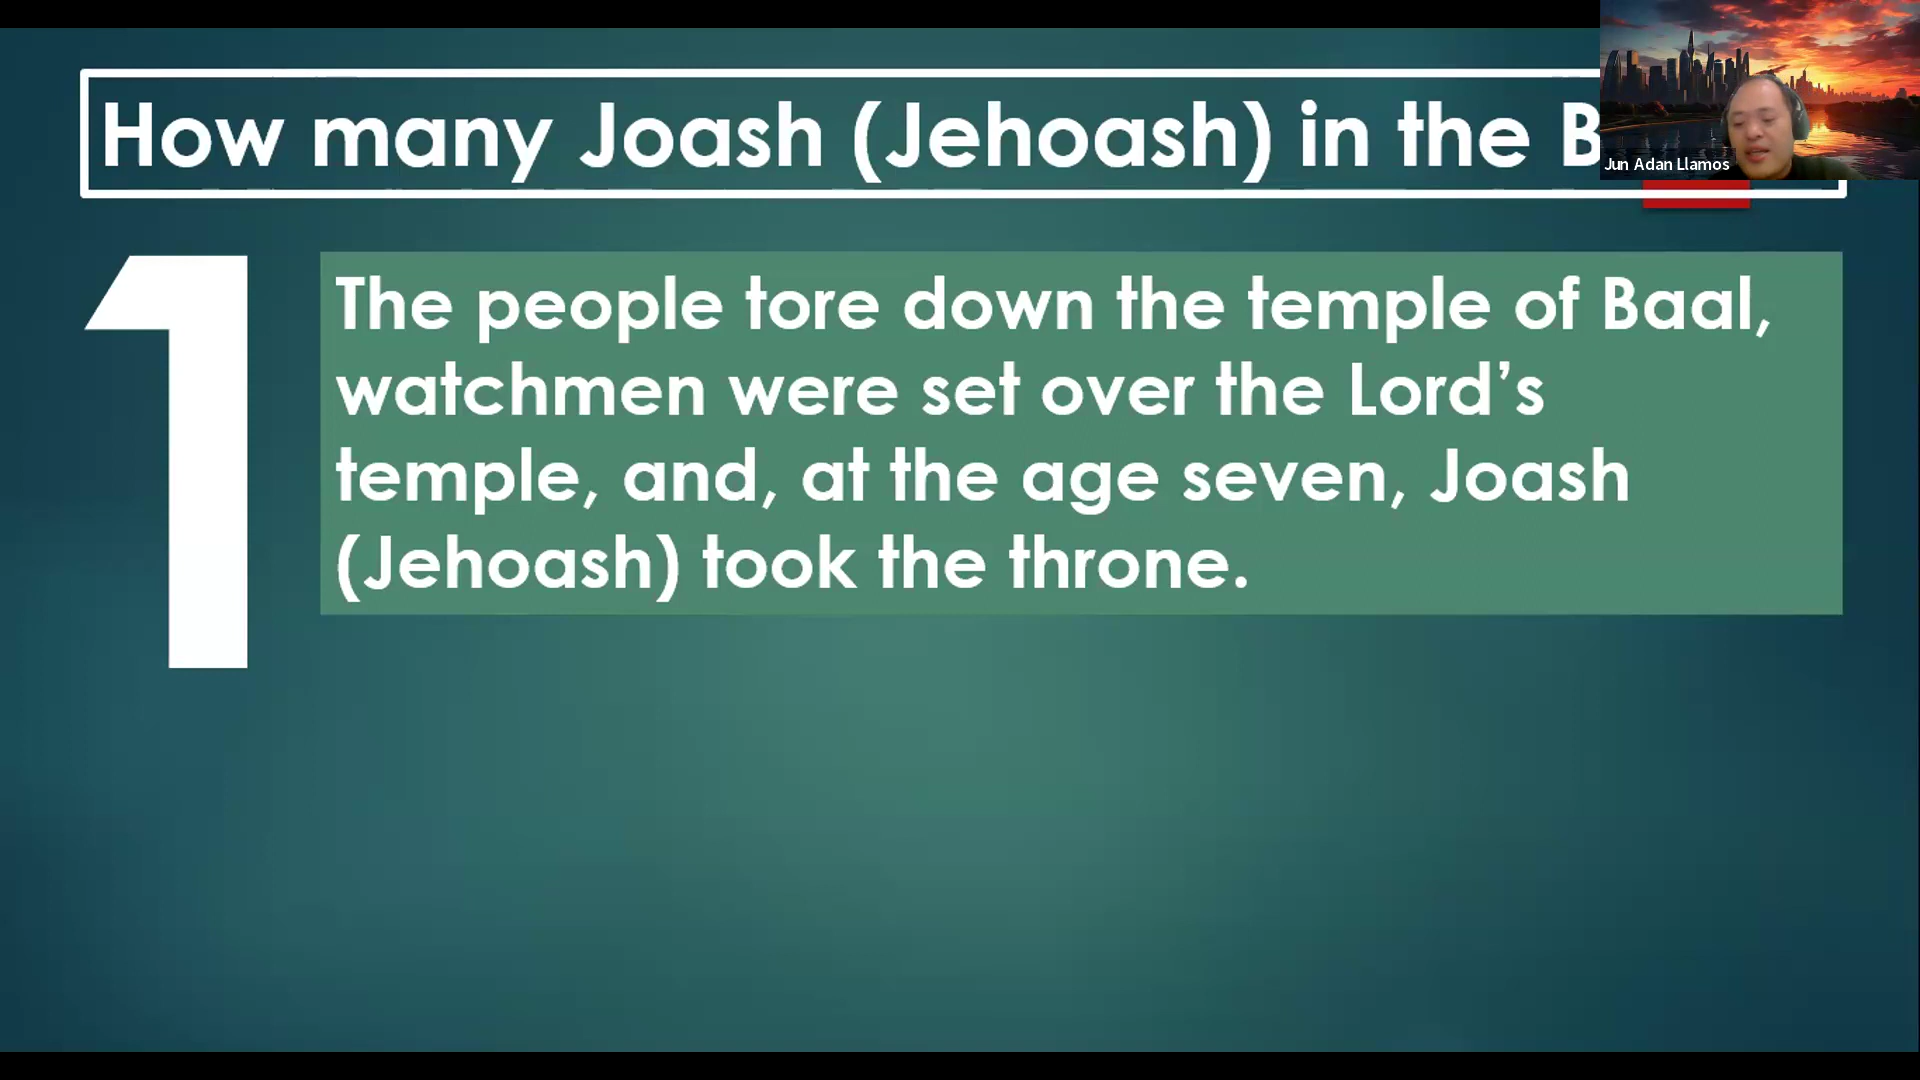 How many Joash (Jehoash) in the B
Jun Adan Llamos
1
The people tore down the temple of Baal,
watchmen were set over the Lord’s
temple, and, at the age seven, Joash
(Jehoash) took the throne.